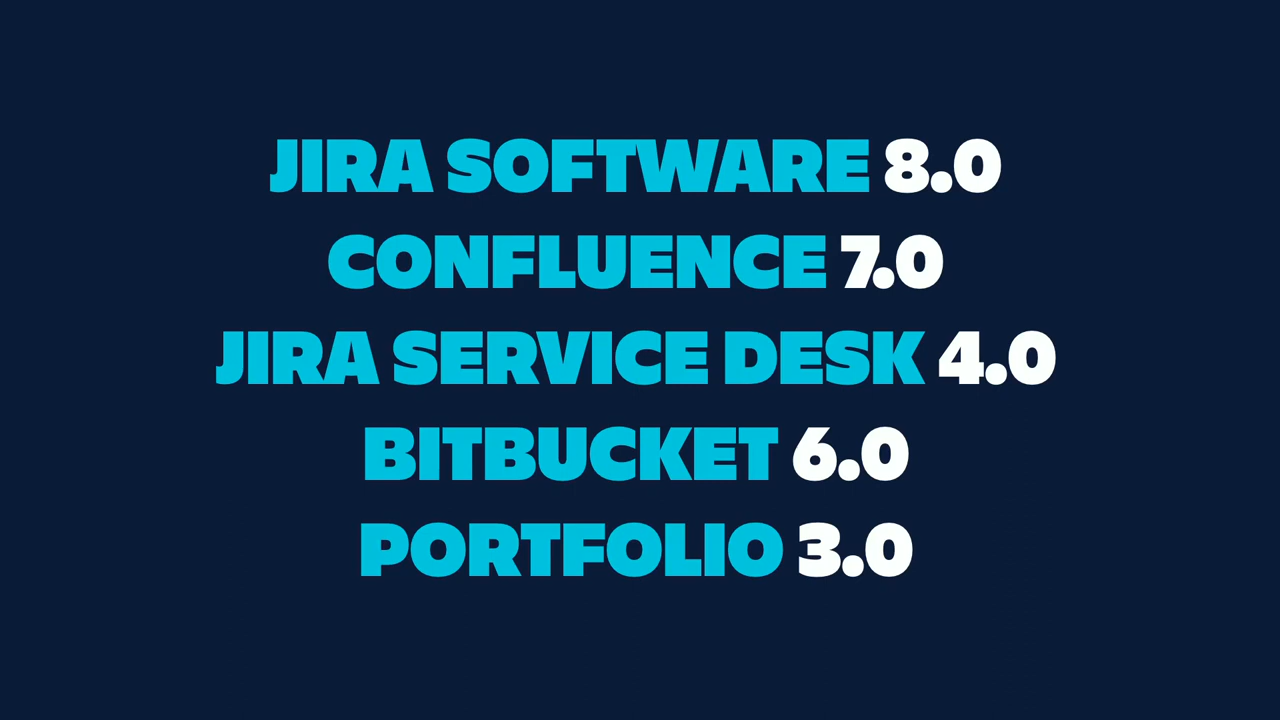 JIRA SOFTWARE 8.0
CONFLUENCE 7.0
JIRA SERVICE DESK 4.0
BITBUCKET 6.0
PORTFOLIO 3.0